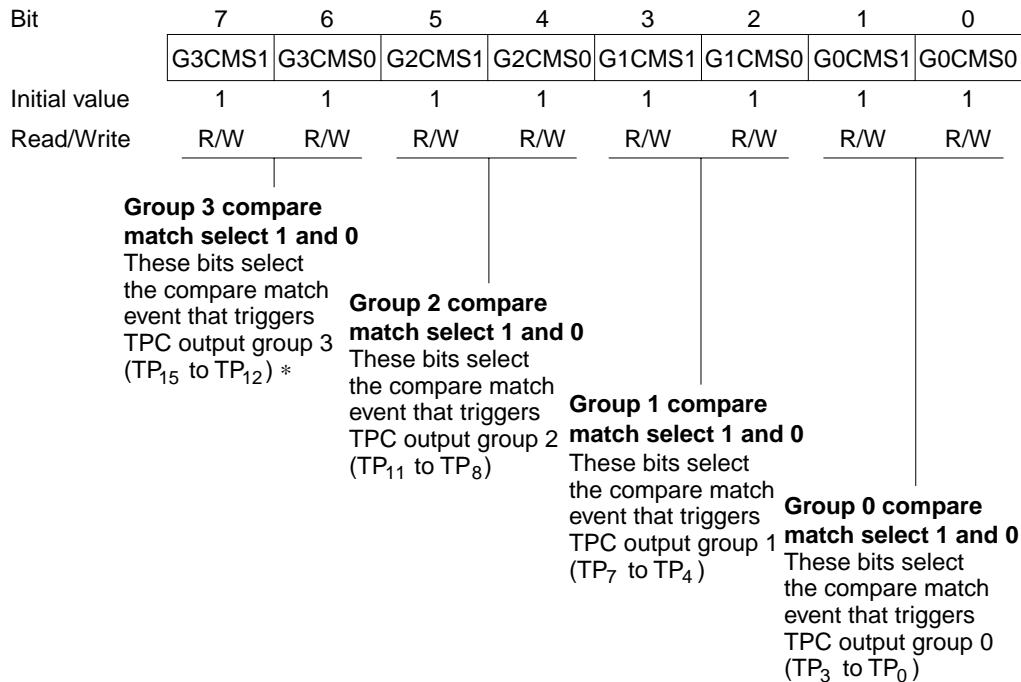 Bit 7 6 5 4 3 2 1 0
G3CMS1 G3CMS0 G2CMS1 G2CMS0 G1CMS1 G1CMS0 G0CMS1 G0CMS0
Initial value 1 1 1 1 1 1 1 1
Read/Write R/W R/W R/W R/W R/W R/W R/W R/W
Group 3 compare
match select 1 and 0
These bits select
the compare match
event that triggers
TPC output group 3
(TP15 to TP12) *
Group 2 compare
match select 1 and 0
These bits select
the compare match
event that triggers
TPC output group 2
(TP11 to TP8)
Group 1 compare
match select 1 and 0
These bits select
the compare match
event that triggers
TPC output group 1
(TP7 to TP4)
Group 0 compare
match select 1 and 0
These bits select
the compare match
event that triggers
TPC output group 0
(TP3 to TP0)